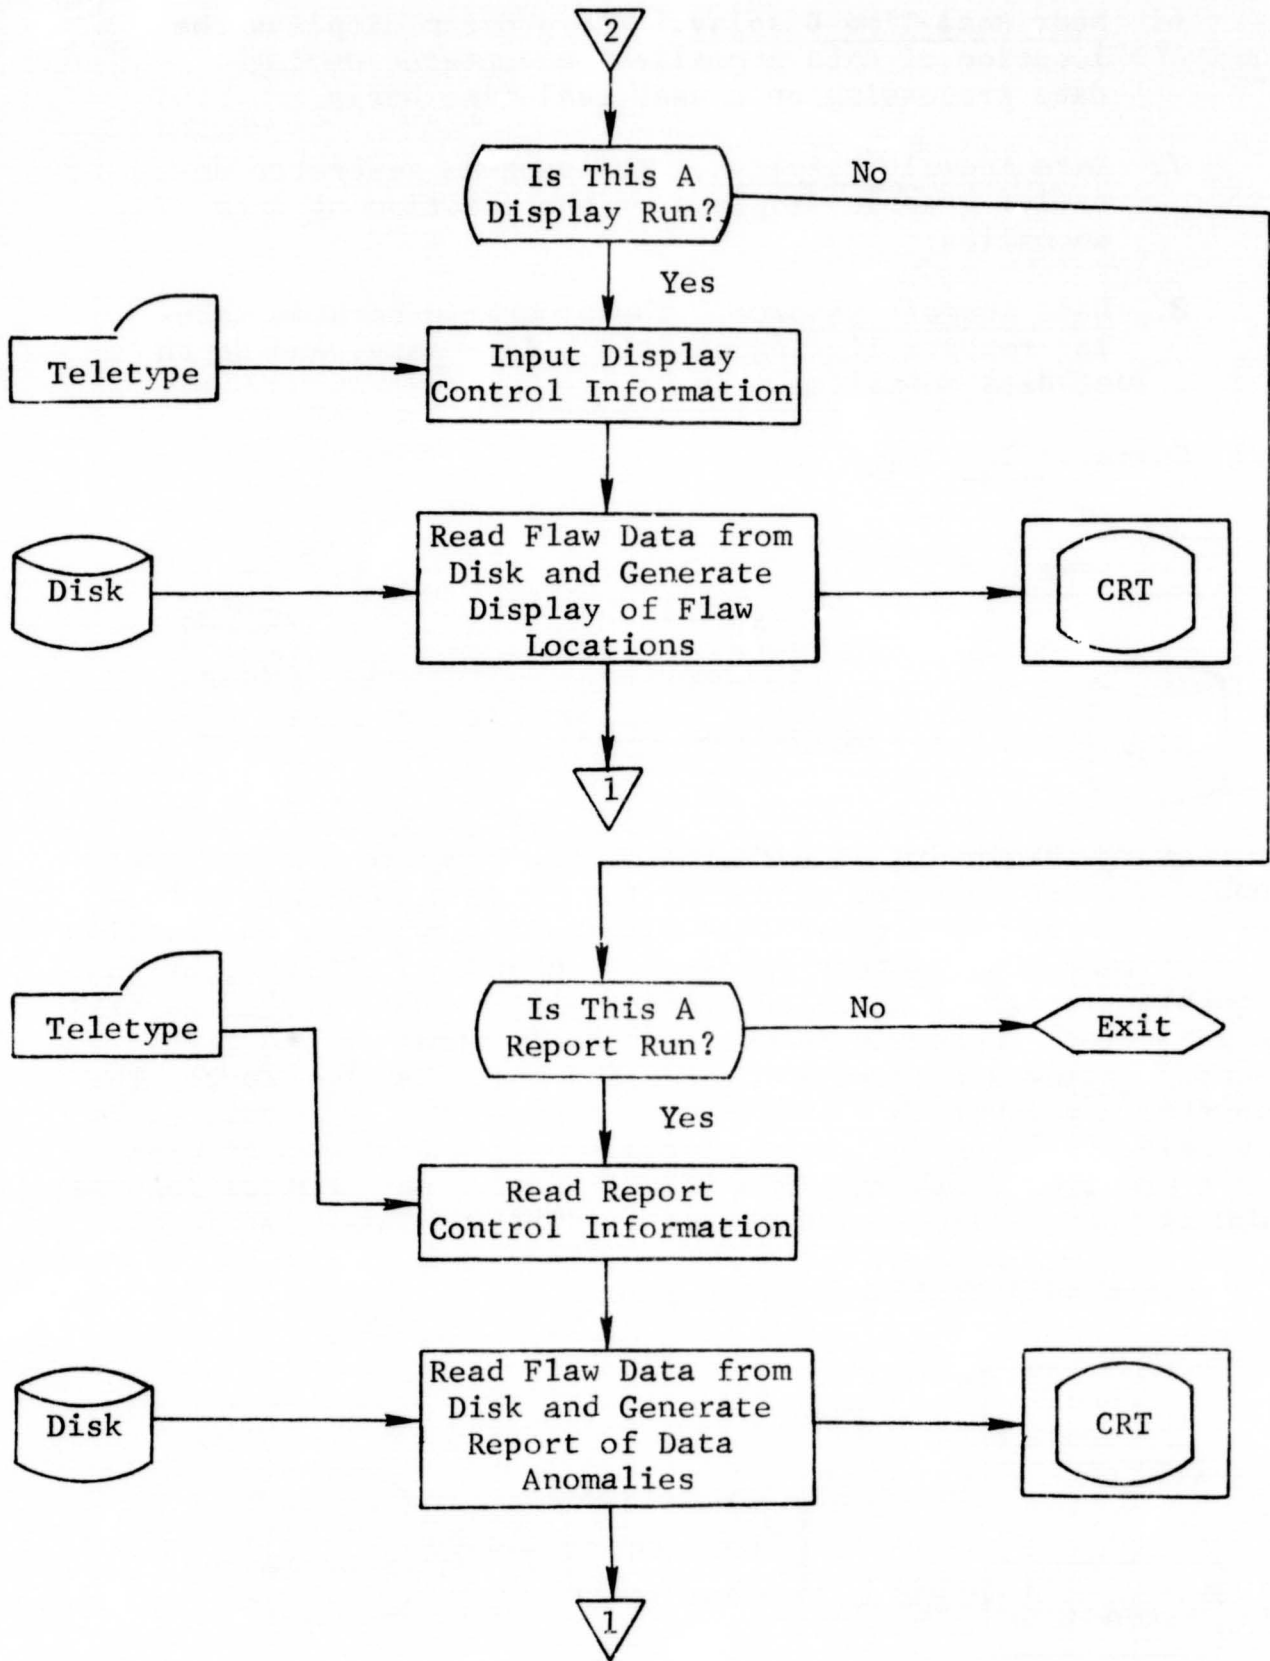 2
Is This A
Display Run?
No
Yes
Teletype
Input Display
Control Information
Disk
Read Flaw Data from
Disk and Generate
Display of Flaw
Locations
CRT
1
Teletype
Is This A
Report Run?
No
Exit
Yes
Read Report
Control Information
Disk
Read Flaw Data from
Disk and Generate
Report of Data
Anomalies
CRT
1